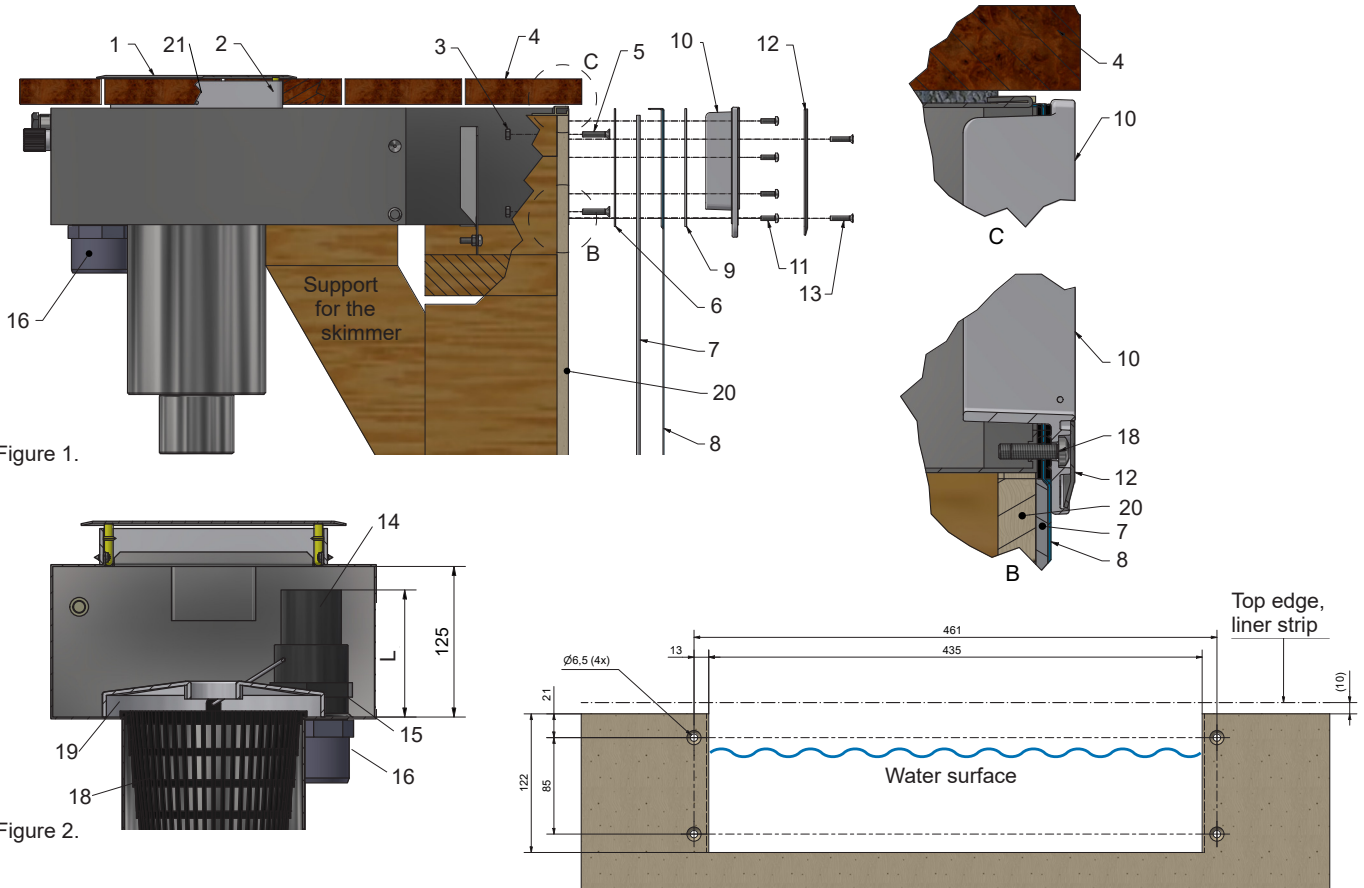 1
21
2
3
4
C
5
10
12
4
10
C
16
Support
for the
skimmer
B
6
9
11
13
7
20
8
Figure 1.
10
18
12
20
7
8
B
14
125
L
15
16
19
18
Figure 2.
Top edge,
liner strip
461
13
435
Ø6,5 (4x)
(10)
21
Water surface
122
85